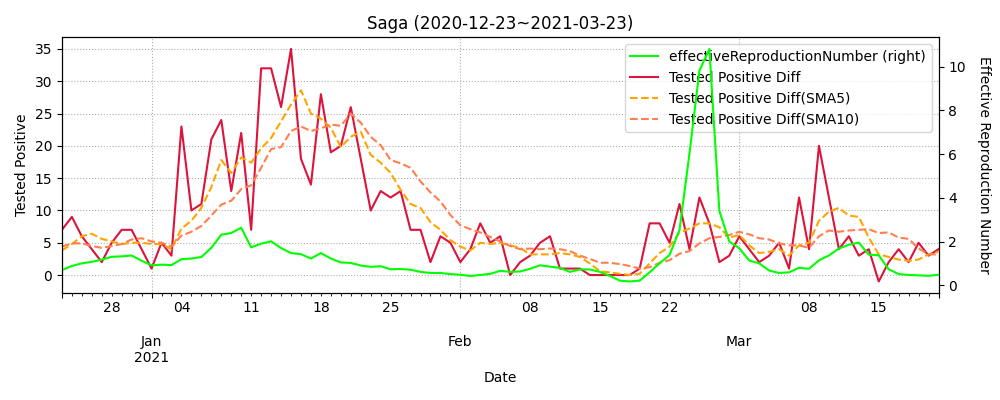 Saga (2020-12-23~2021-03-23)
effectiveReproductionNumber (right)
Tested Positive Diff
Tested Positive Diff(SMA5)
Tested Positive Diff(SMA10)
Tested Positive
35
30
25
20
15
10
5
0
Effective Reproduction Number
10
8
6
4
2
0
28 04 11 18 25 08 15 22 08 15
Jan Feb Mar
2021
Date